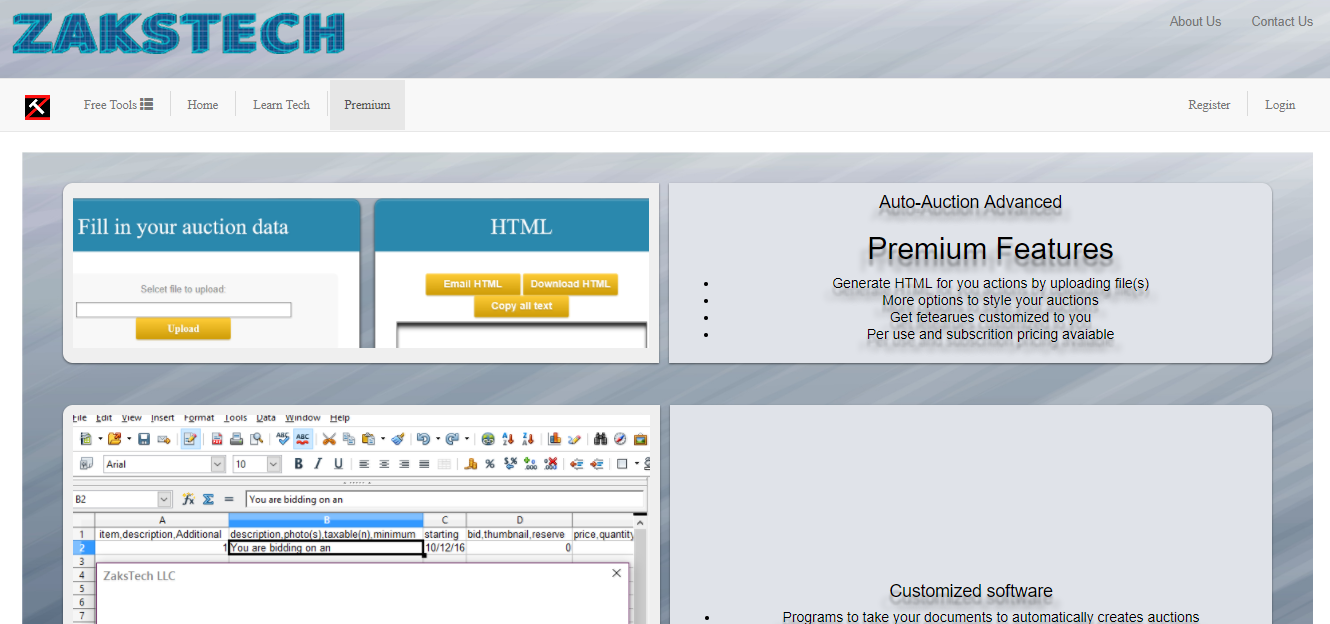 ZAKSTECH
About Us
Contact Us
Free Tools
Home
Learn Tech
Premium
Register
Login
Fill in your auction data
HTML
Selcet file to upload:
Upload
Email HTML
Download HTML
Copy all text
Auto-Auction Advanced
Premium Features
Generate HTML for you actions by uploading file(s)
More options to style your auctions
Get fetearues customized to you
Per use and subscrition pricing avaiable
File Edit View Insert Format Tools Data Window Help
Arial
10
B I U
B2
You are bidding on an
A B C D
1 item,description,Additional description,photo(s),taxable(n),minimum starting bid,thumbnail,reserve price,quantity
2 1 You are bidding on an 10/12/16 0
3
4
5
6
7
ZaksTech LLC
Customized software
Programs to take your documents to automatically creates auctions